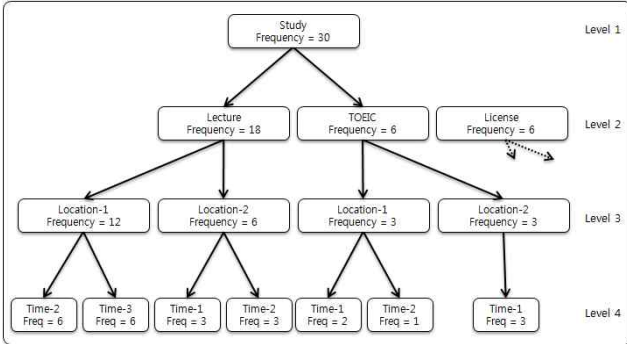 Study
Frequency = 30
Level 1
Lecture
Frequency = 18
TOEIC
Frequency = 6
License
Frequency = 6
Level 2
Location-1
Frequency = 12
Location-2
Frequency = 6
Location-1
Frequency = 3
Location-2
Frequency = 3
Level 3
Time-2
Freq = 6
Time-3
Freq = 6
Time-1
Freq = 3
Time-2
Freq = 3
Time-1
Freq = 2
Time-2
Freq = 1
Time-1
Freq = 3
Level 4